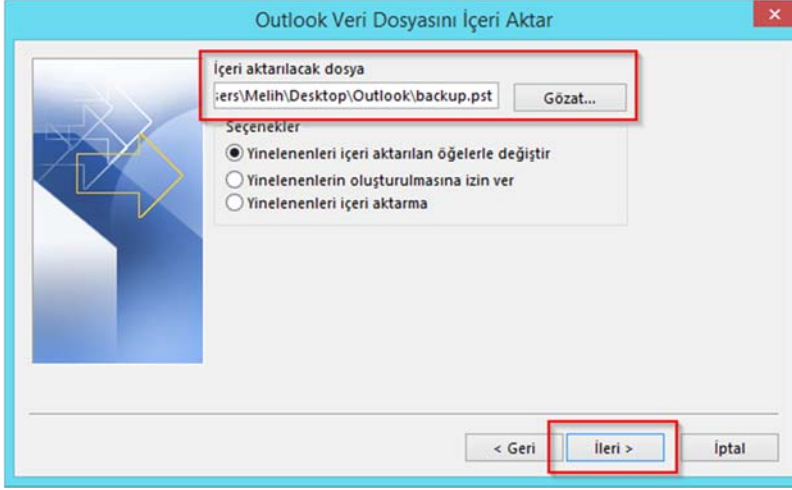 Outlook Veri Dosyasını İçeri Aktar
İçeri aktarılacak dosya
sers\Melih\Desktop\Outlook\backup.pst
Gözat...
Seçenekler
Yinelenenleri içeri aktarılan öğelerle değiştir
Yinelenenlerin oluşturulmasına izin ver
Yinelenenleri içeri aktarma
< Geri
İleri >
İptal